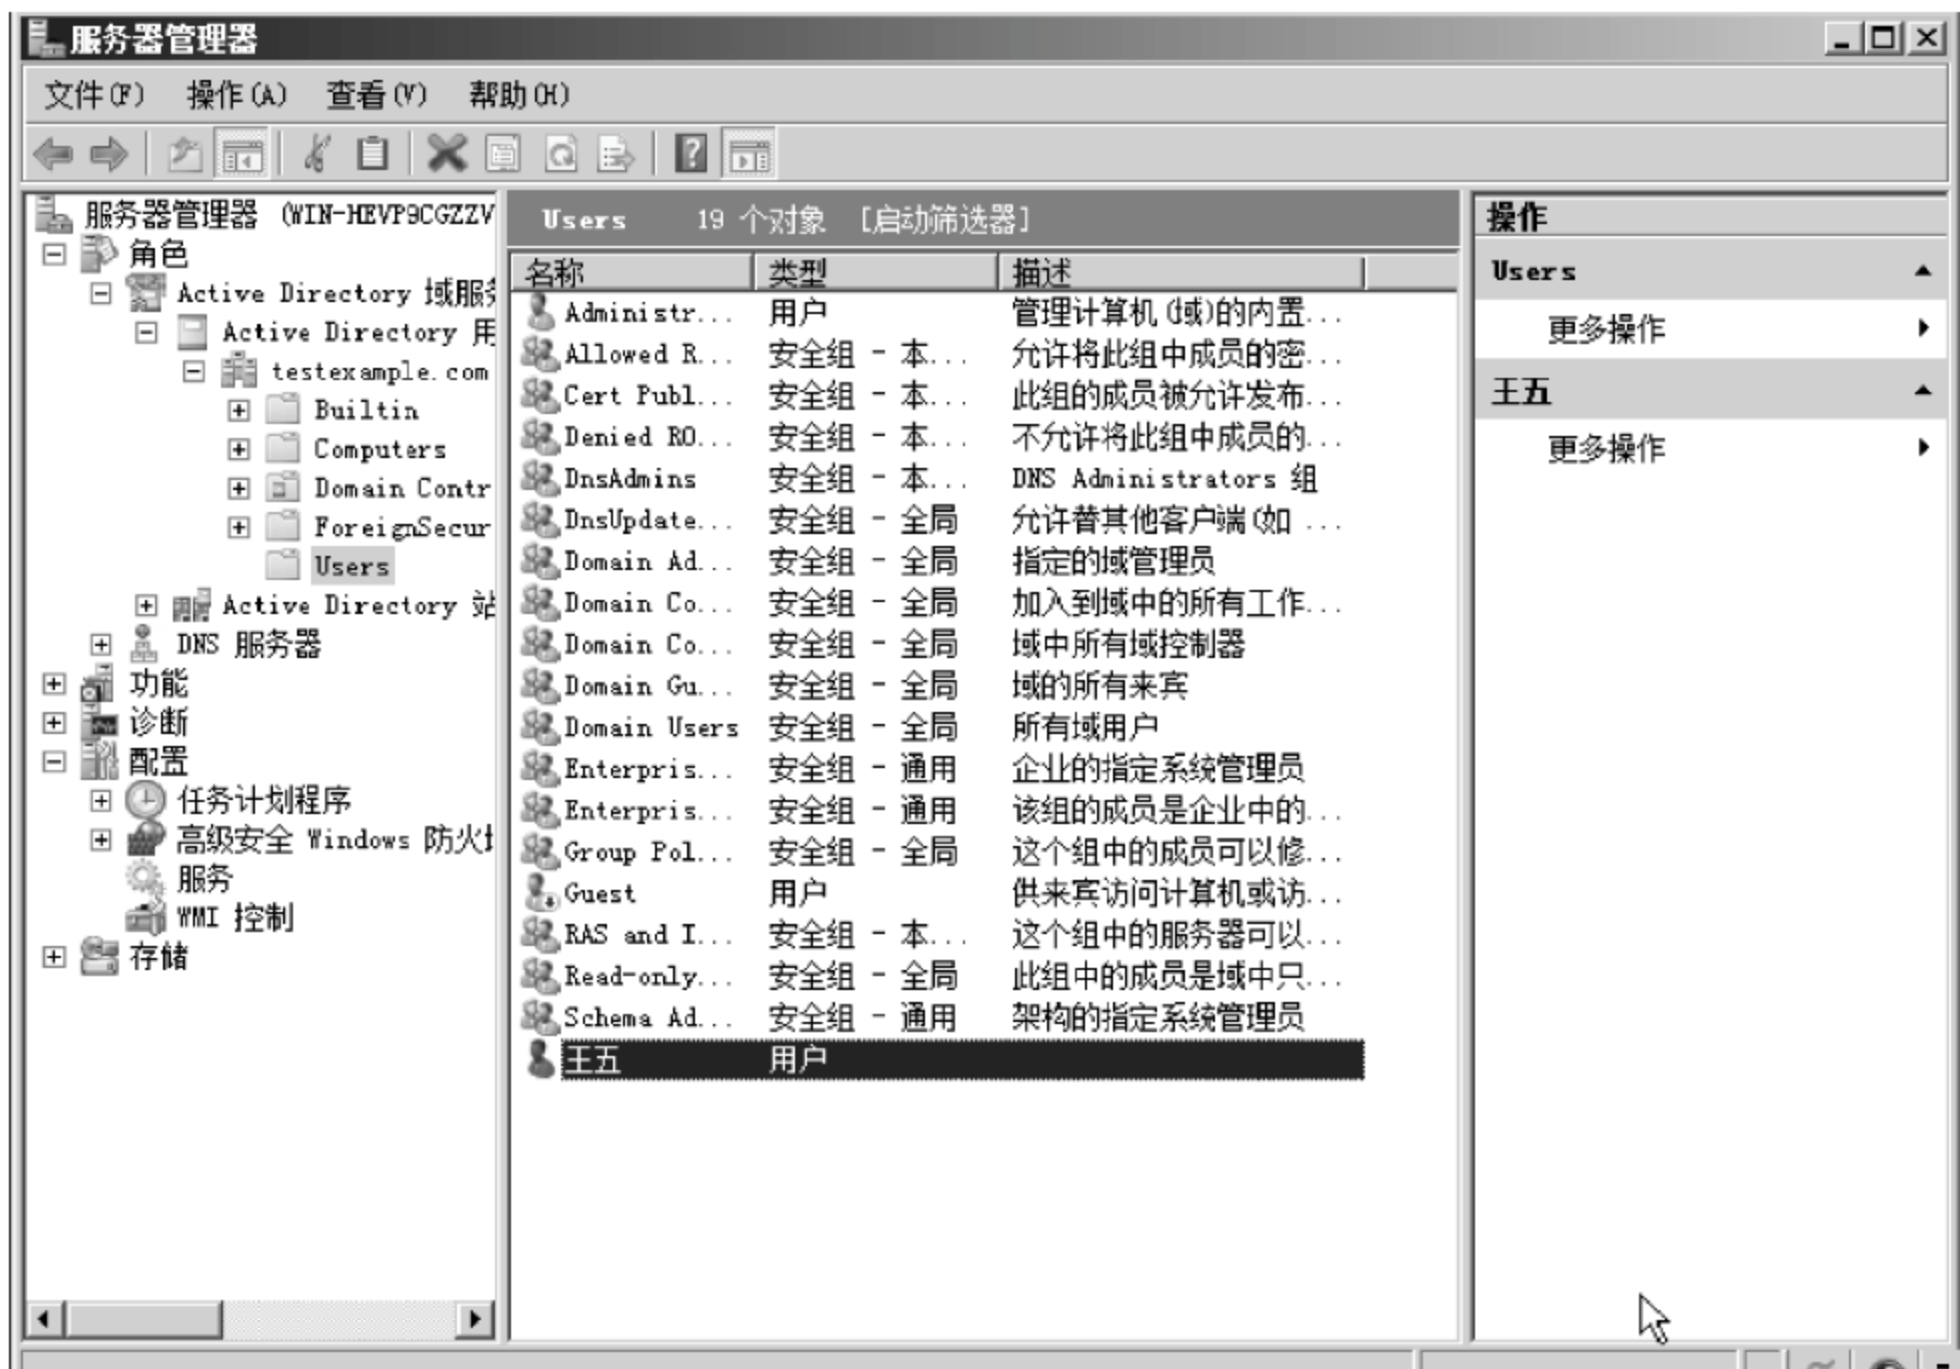 服务器管理器
文件(F) 操作(A) 查看(V) 帮助(H)
服务器管理器 (WIN-HEVP9CGZZV
角色
Active Directory 域服务
Active Directory 用
testexample.com
Builtin
Computers
Domain Contr
ForeignSecur
Users
Active Directory 站
DNS 服务器
功能
诊断
配置
任务计划程序
高级安全 Windows 防火墙
服务
WMI 控制
存储
Users 19 个对象 [启动筛选器]
名称 类型 描述
Administr... 用户 管理计算机(域)的内置...
Allowed R... 安全组 - 本... 允许将此组中成员的密...
Cert Publ... 安全组 - 本... 此组的成员被允许发布...
Denied RO... 安全组 - 本... 不允许将此组中成员的...
DnsAdmins 安全组 - 本... DNS Administrators 组
DnsUpdate... 安全组 - 全局 允许替其他客户端(如 ...
Domain Ad... 安全组 - 全局 指定的域管理员
Domain Co... 安全组 - 全局 加入到域中的所有工作...
Domain Co... 安全组 - 全局 域中所有域控制器
Domain Gu... 安全组 - 全局 域的所有来宾
Domain Users 安全组 - 全局 所有域用户
Enterpris... 安全组 - 通用 企业的指定系统管理员
Enterpris... 安全组 - 通用 该组的成员是企业中的...
Group Pol... 安全组 - 全局 这个组中的成员可以修...
Guest 用户 供来宾访问计算机或访...
RAS and I... 安全组 - 本... 这个组中的服务器可以...
Read-only... 安全组 - 全局 此组中的成员是域中只...
Schema Ad... 安全组 - 通用 架构的指定系统管理员
王五 用户
操作
Users
更多操作
王五
更多操作